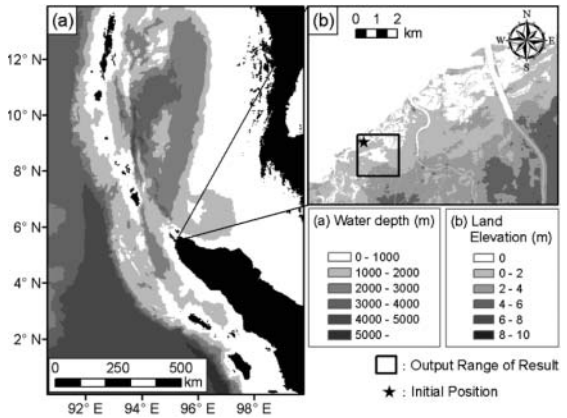 (a)
12° N
10° N
8° N
6° N
4° N
2° N
0 250 500
km
92° E 94° E 96° E 98° E
(b)
0 1 2
km
N
W E
S
(a) Water depth (m)
0 - 1000
1000 - 2000
2000 - 3000
3000 - 4000
4000 - 5000
5000 -
(b) Land
Elevation (m)
0
0 - 2
2 - 4
4 - 6
6 - 8
8 - 10
: Output Range of Result
: Initial Position